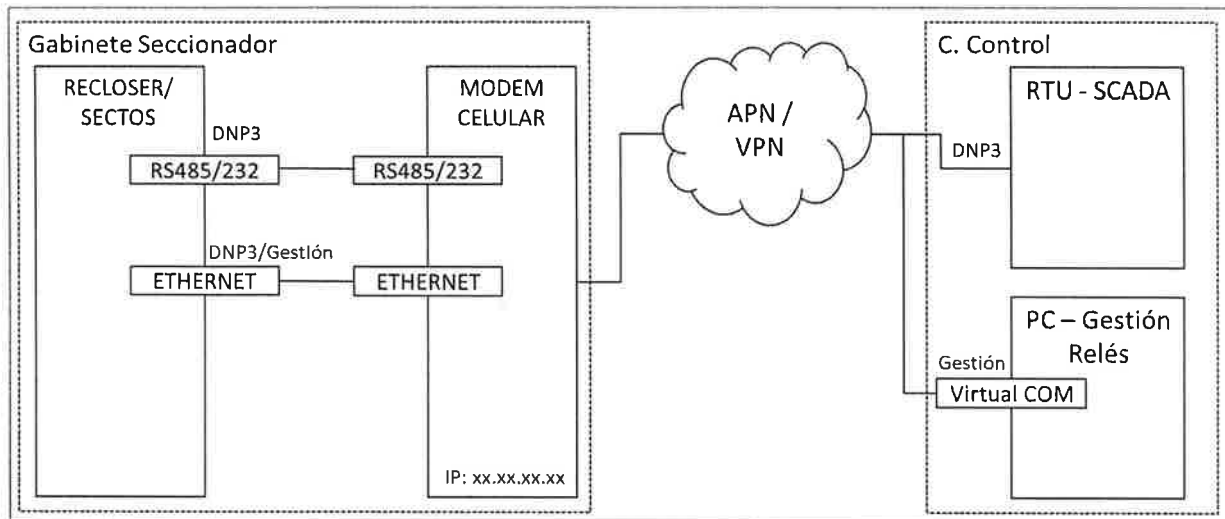 Gabinete Seccionador
RECLOSER/
SECTOS
DNP3
RS485/232
DNP3/Gestión
ETHERNET
MODEM
CELULAR
RS485/232
ETHERNET
IP: xx.xx.xx.xx
APN /
VPN
C. Control
RTU - SCADA
DNP3
PC – Gestión
Relés
Gestión
Virtual COM